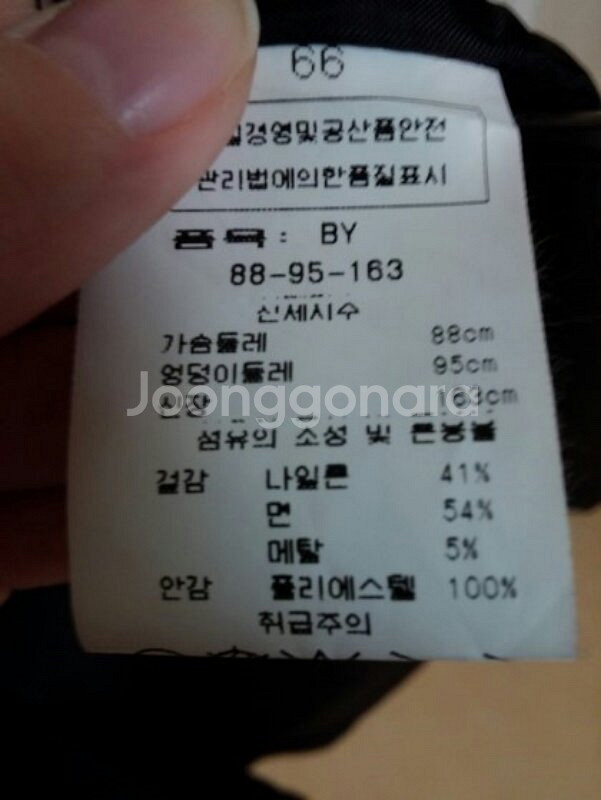 66
경영및공산품안전
관리법에의한품질표시
품 목 : BY
88-95-163
신체치수
가슴둘레 88cm
엉덩이둘레 95cm
신장 163cm
Joonggonara
섬유의 조성 및 혼용률
겉감 나일론 41%
면 54%
메탈 5%
안감 폴리에스텔 100%
취급주의